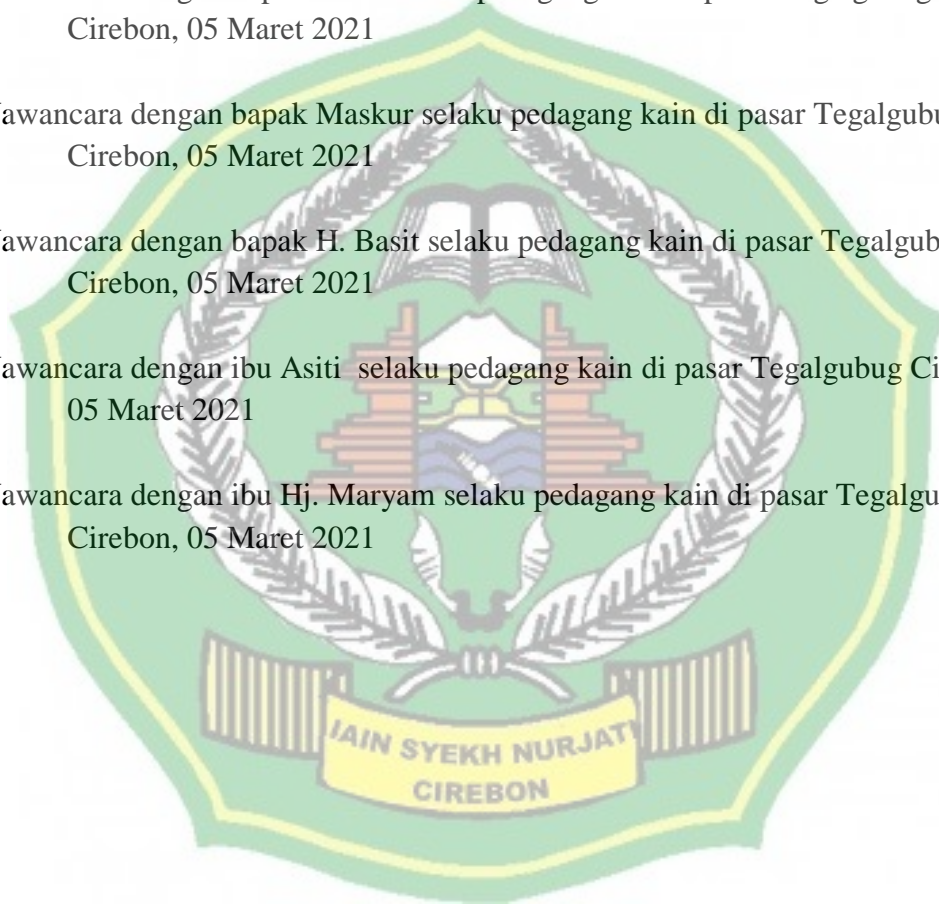 Cirebon, 05 Maret 2021
awancara dengan bapak Maskur selaku pedagang kain di pasar Tegalgubu
Cirebon, 05 Maret 2021
awancara dengan bapak H. Basit selaku pedagang kain di pasar Tegalgub
Cirebon, 05 Maret 2021
awancara dengan ibu Asiti selaku pedagang kain di pasar Tegalgubug Ci
05 Maret 2021
awancara dengan ibu Hj. Maryam selaku pedagang kain di pasar Tegalgu
Cirebon, 05 Maret 2021
IAIN SYEKH NURJATI
CIREBON